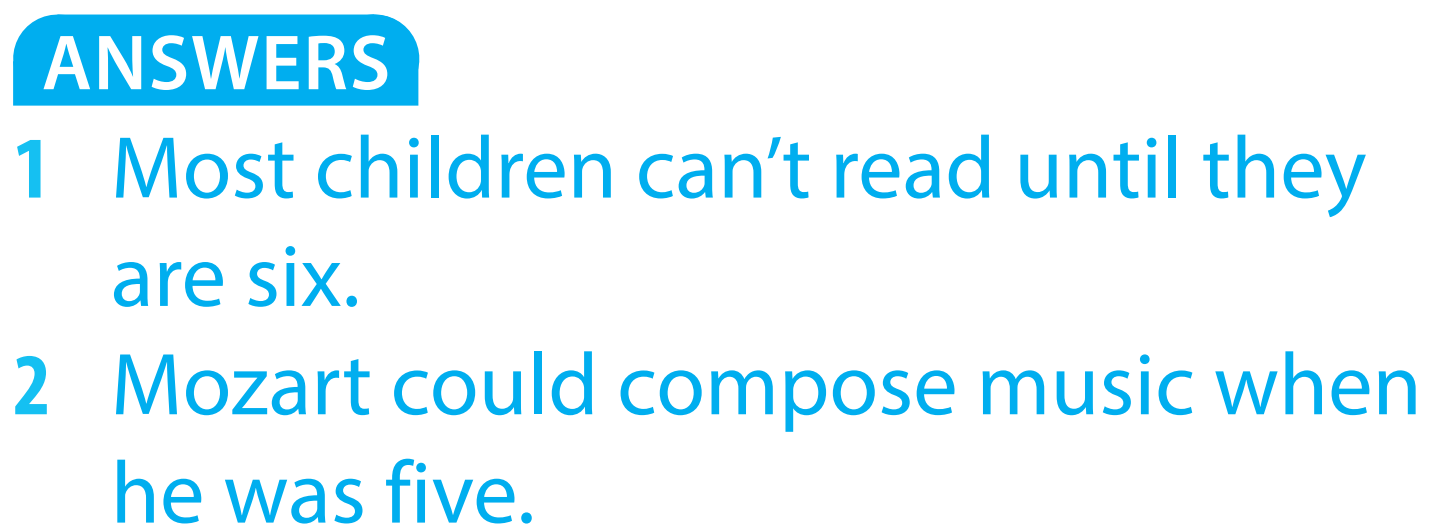 ANSWERS
1 Most children can’t read until they
are six.
2 Mozart could compose music when
he was five.